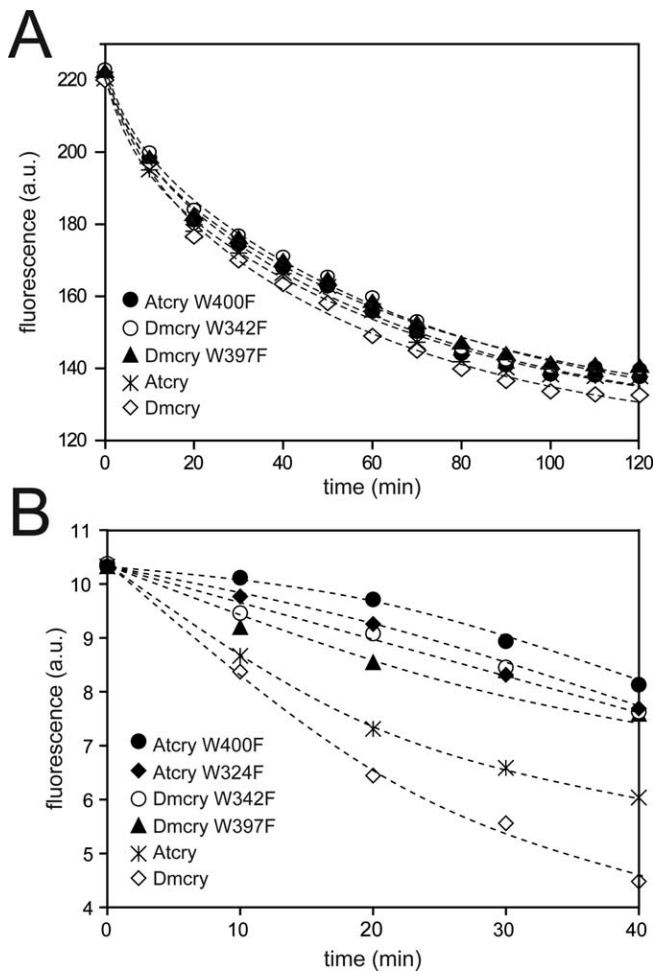 A
220
200
180
160
140
120
fluorescence (a.u.)
Atcry W400F
Dmcry W342F
Dmcry W397F
Atcry
Dmcry
0 20 40 60 80 100 120
time (min)
B
11
10
9
8
7
6
5
4
fluorescence (a.u.)
Atcry W400F
Atcry W324F
Dmcry W342F
Dmcry W397F
Atcry
Dmcry
0 10 20 30 40
time (min)